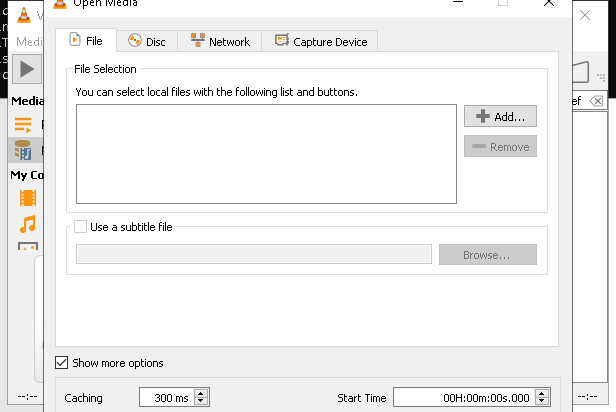 Open Media
Media
File
Disc
Network
Capture Device
File Selection
You can select local files with the following list and buttons.
Add...
Remove
ef
Media
My Co
Use a subtitle file
Browse...
Show more options
Caching
300 ms
Start Time
00H:00m:00s.000
--:--
--:--